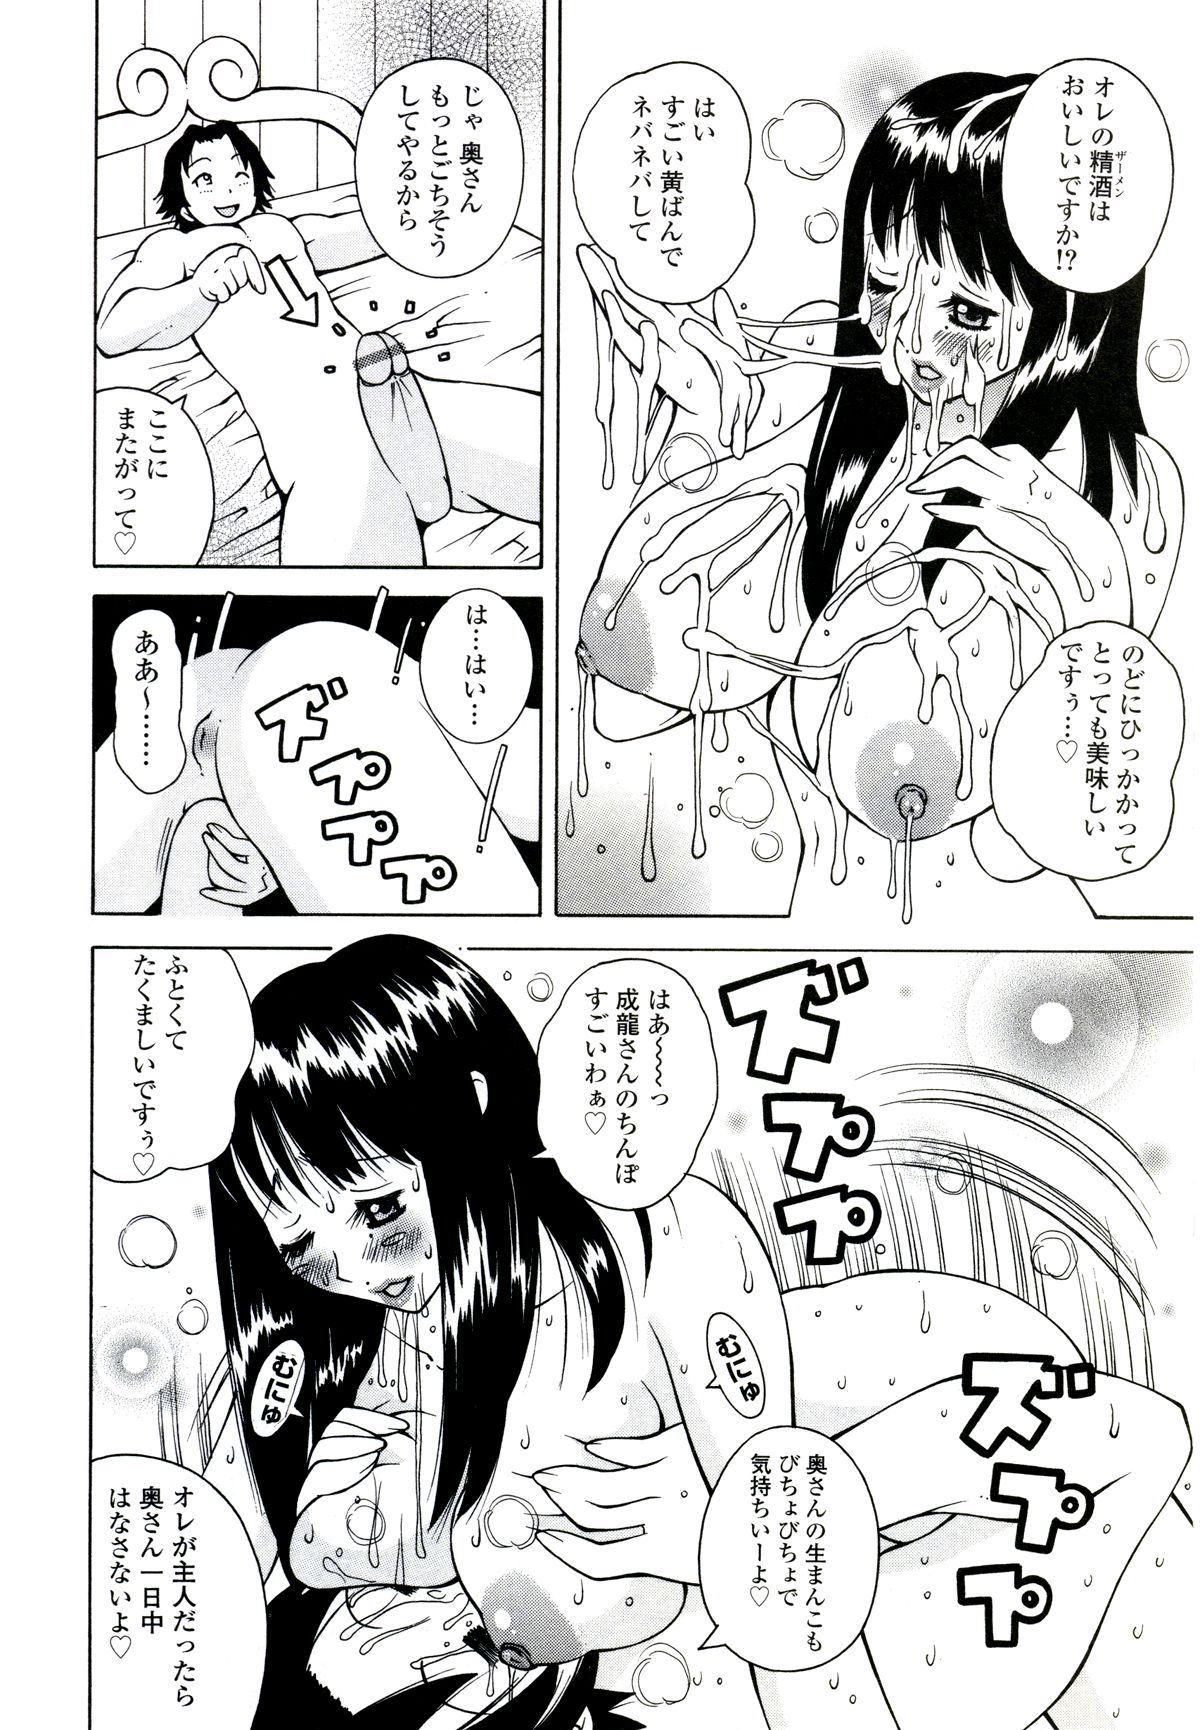 オレの精酒は
ザーメン
おいしいですか!?
はい
すごい黄ばんで
ネバネバして
のどにひっかかって
とっても美味しい
ですぅ…♡
じゃ奥さん
もっとごちそう
してやるから
ここに
またがって♡
は…はい…
ズプププ
ああ～……
ズププ
はあ～～～っ
成龍さんのちんぽ
すごいわぁ♡
ふとくて
たくましいですぅ♡
むにゅ
むにゅ
ズププ
奥さんの生まんこも
びちょびちょで
気持ちいーよ♡
オレが主人だったら
奥さん一日中
はなさないよ♡